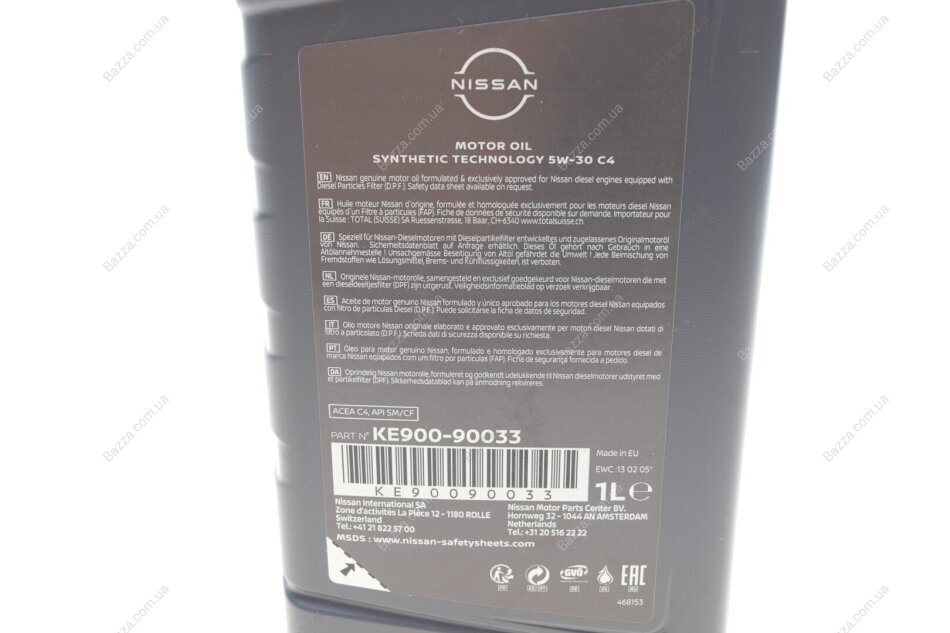 NISSAN
MOTOR OIL
SYNTHETIC TECHNOLOGY 5W-30 C4
EN Nissan genuine motor oil formulated & exclusively approved for Nissan diesel engines equipped with
Diesel Particles Filter (D.P.F.). Safety data sheet available on request.
FR Huile moteur Nissan d'origine, formulée et homologuée exclusivement pour les moteurs diesel Nissan
équipés d'un Filtre à particules (FAP). Fiche de données de sécurité disponible sur demande. Importateur pour
la Suisse : TOTAL (SUISSE) SA Ruessenstrasse, 18 Baar, CH-6340 www.totalsuisse.ch.
DE Speziell für Nissan-Dieselmotoren mit Dieselpartikelfilter entwickeltes und zugelassenes Originalmotoröl
von Nissan. . Sicherheitsdatenblatt auf Anfrage erhältlich. Dieses Öl gehört nach Gebrauch in eine
Altölannahmestelle ! Unsachgemässe Beseitigung von Altöl gefährdet die Umwelt ! Jede Beimischung von
Fremdstoffen wie Lösungsmittel, Brems- und Kühlflüssigkeiten, ist verboten.
NL Originele Nissan-motorolie, samengesteld en exclusief goedgekeurd voor Nissan-dieselmotoren die met
een dieseldeeltjesfilter (DPF) zijn uitgerust. Veiligheidsinformatieblad op verzoek verkrijgbaar.
ES Aceite de motor genuino Nissan formulado y único aprobado para los motores diesel Nissan equipados
con filtro de partículas Diesel (D.P.F.). Puede solicitarse la ficha de datos de seguridad.
IT Olio motore Nissan originale elaborato e approvato esclusivamente per motori diesel Nissan dotati di
filtro a particolato (D.P.F.). Scheda dati di sicurezza disponibile su richiesta.
PT Óleo para motor genuíno Nissan, formulado e homologado exclusivamente para motores diesel de
marca Nissan equipados com um filtro por partículas (FAP). Ficha de segurança fornecida a pedido.
DA Oprindelig Nissan motorolie, formuleret og godkendt udelukkende til Nissan dieselmotorer udstyret med
et partikelfilter (DPF). Sikkerhedsdatablad kan på anmodning rekvireres.
ACEA C4, API SM/CF
PART N° KE900-90033
Made in EU
EWC :13 02 05*
KE90090033
1L e
Nissan International SA
Zone d'activités La Pièce 12 - 1180 ROLLE
Switzerland
Tel.: +41 21 822 57 00
Nissan Motor Parts Center BV.
Hornweg 32 - 1044 AN AMSTERDAM
Netherlands
Tel.: +31 20 516 22 22
MSDS : www.nissan-safetysheets.com
GVÖ
EAC
FR
ES PT
DE
ES
RU
468153
Bazza.com.ua